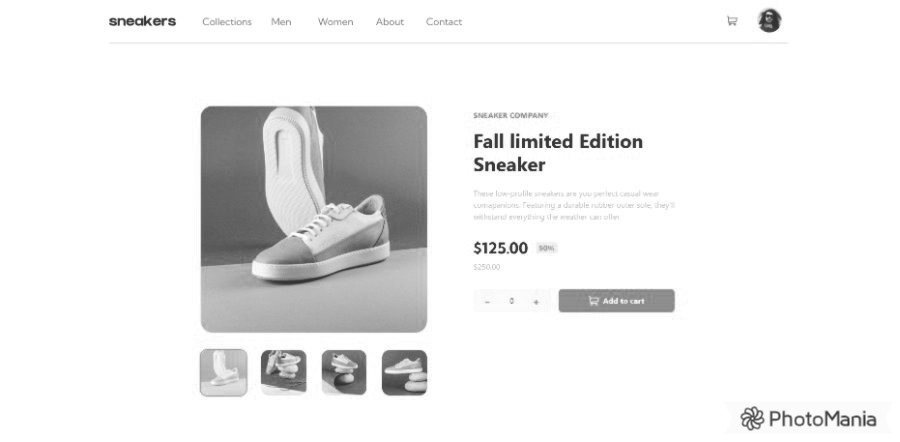 sneakers Collections Men Women About Contact
SNEAKER COMPANY
Fall limited Edition
Sneaker
These low-profile sneakers are you perfect casual wear
companions. Featuring a durable rubber outer sole, they'll
withstand everything the weather can offer
$125.00 50%
$250.00
- 0 + Add to cart
PhotoMania